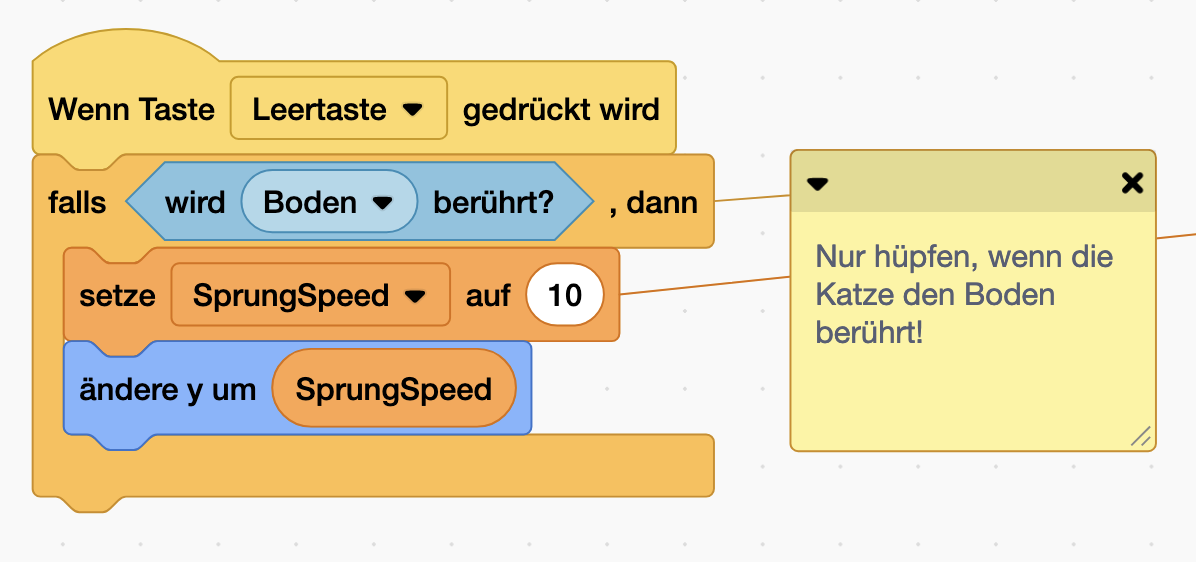 Wenn Taste Leertaste gedrückt wird
falls wird Boden berührt? , dann
setze SprungSpeed auf 10
ändere y um SprungSpeed
Nur hüpfen, wenn die
Katze den Boden
berührt!